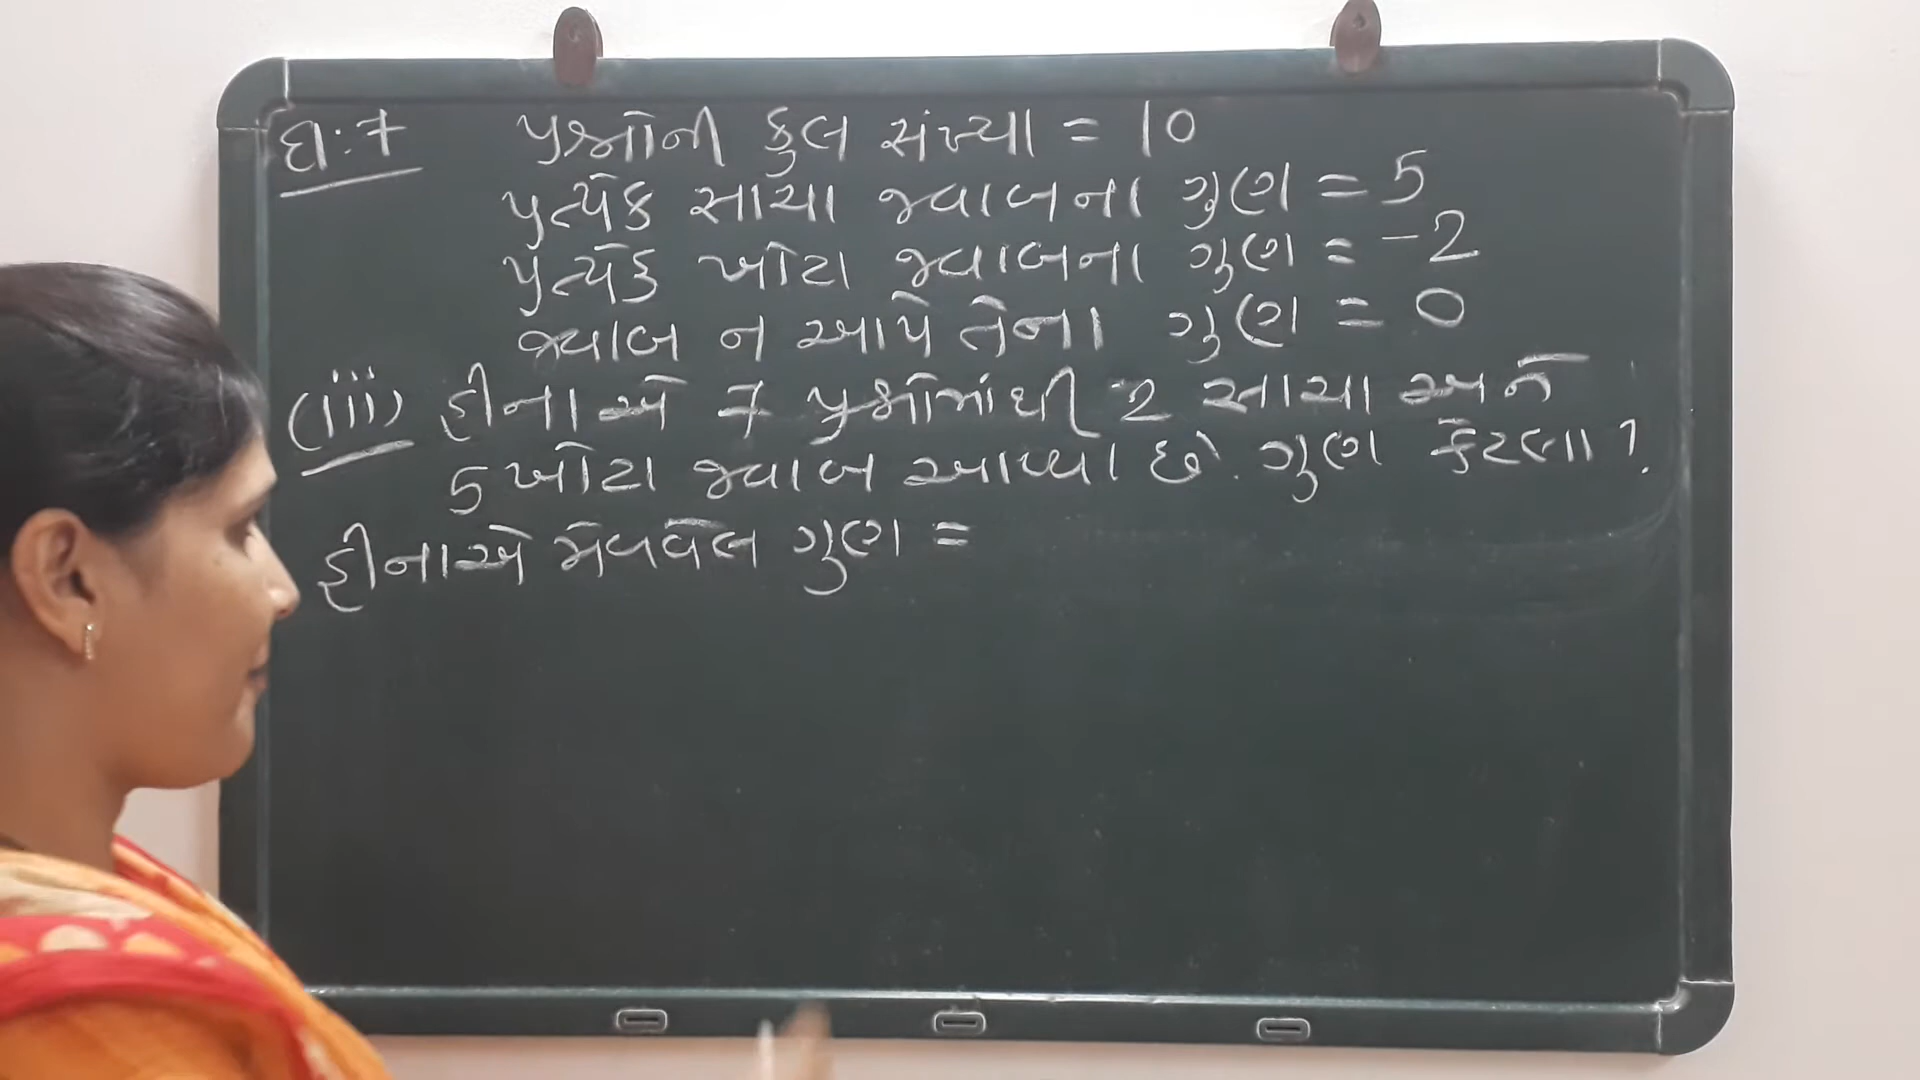 દા:7 પ્રશ્નોની કુલ સંખ્યા = 10
પ્રત્યેક સાચા જવાબના ગુણ = 5
પ્રત્યેક ખોટા જવાબના ગુણ = -2
જવાબ ન આપે તેના ગુણ = 0
(iii) હીનાએ 7 પ્રશ્નોમાંથી 2 સાચા અને
5 ખોટા જવાબ આપ્યા છે. ગુણ કેટલા?
હીનાએ મેળવેલ ગુણ =